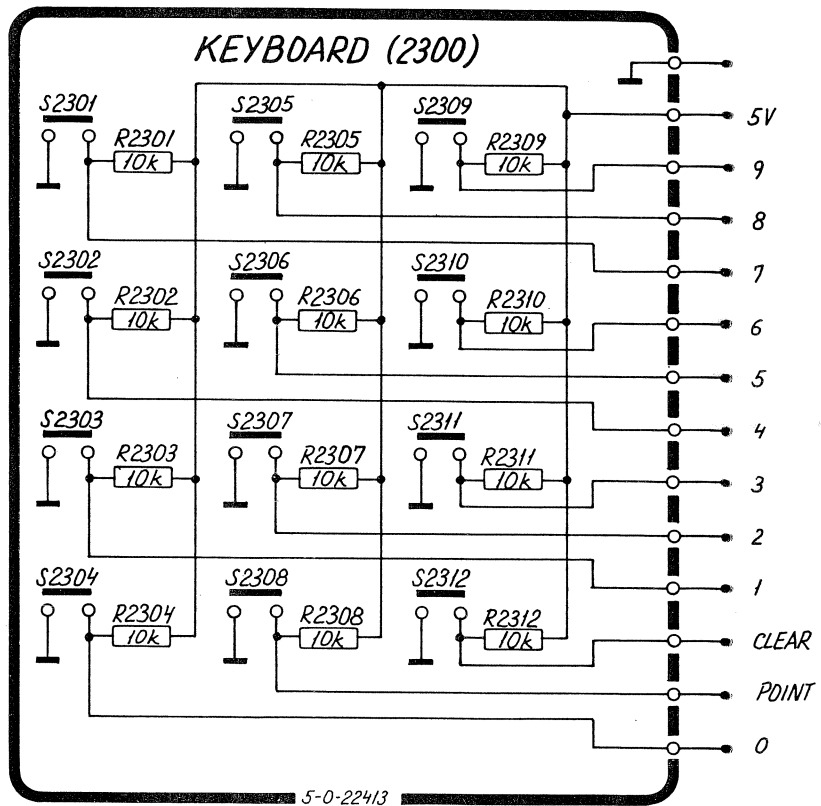 KEYBOARD (2300)
5V
S2301
S2305
S2309
R2301
R2305
R2309
10k
10k
10k
9
8
7
S2302
S2306
S2310
R2302
R2306
R2310
10k
10k
10k
6
5
4
S2303
S2307
S2311
R2303
R2307
R2311
10k
10k
10k
3
2
1
S2304
S2308
S2312
R2304
R2308
R2312
10k
10k
10k
CLEAR
POINT
0
5-0-22413